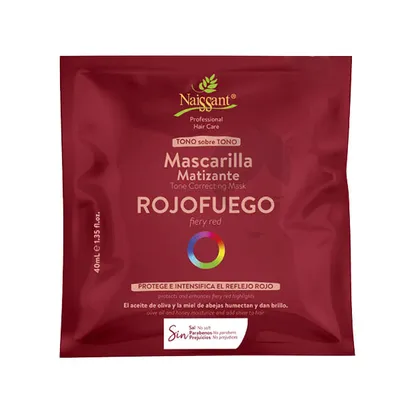 Naissant
Professional
Hair Care
TONO sobre TONO
Mascarilla
Matizante
Tone Correcting Mask
ROJOFUEGO
fiery red
40mL e 1.35 fl.oz.
PROTEGE E INTENSIFICA EL REFLEJO ROJO
protects and enhances fiery red highlights
El aceite de oliva y la miel de abejas humectan y dan brillo.
olive oil and honey moisturize and add shine to hair
Sin
Sal No salt
Parabenos No parabens
Prejuicios No prejudices